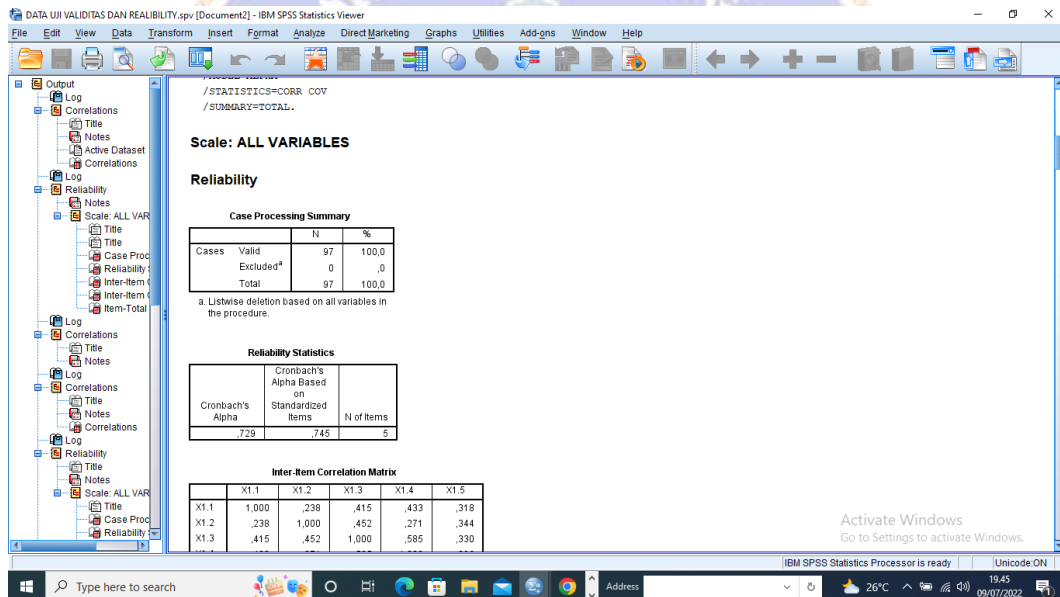 DATA UJI VALIDITAS DAN REALIBILITY.spv [Document2] - IBM SPSS Statistics Viewer
File Edit View Data Transform Insert Format Analyze Direct Marketing Graphs Utilities Add-ons Window Help
Output
Log
Correlations
Title
Notes
Active Dataset
Correlations
Log
Reliability
Notes
Scale: ALL VAR
Title
Title
Case Proc
Reliability
Inter-Item
Inter-Item
Item-Total
Log
Correlations
Title
Notes
Log
Correlations
Title
Notes
Correlations
Log
Reliability
Title
Notes
Scale: ALL VAR
Title
Case Proc
Reliability
/STATISTICS=CORR COV
/SUMMARY=TOTAL.
Scale: ALL VARIABLES
Reliability
Case Processing Summary
N %
Cases Valid 97 100,0
Excludeda 0 ,0
Total 97 100,0
a. Listwise deletion based on all variables in
the procedure.
Reliability Statistics
Cronbach's Alpha
Cronbach's Alpha Based on Standardized Items
N of Items
,729 ,745 5
Inter-Item Correlation Matrix
X1.1 X1.2 X1.3 X1.4 X1.5
X1.1 1,000 ,238 ,415 ,433 ,318
X1.2 ,238 1,000 ,452 ,271 ,344
X1.3 ,415 ,452 1,000 ,585 ,330
Activate Windows
Go to Settings to activate Windows.
IBM SPSS Statistics Processor is ready Unicode:ON
Type here to search
Address
26°C
19.45
09/07/2022